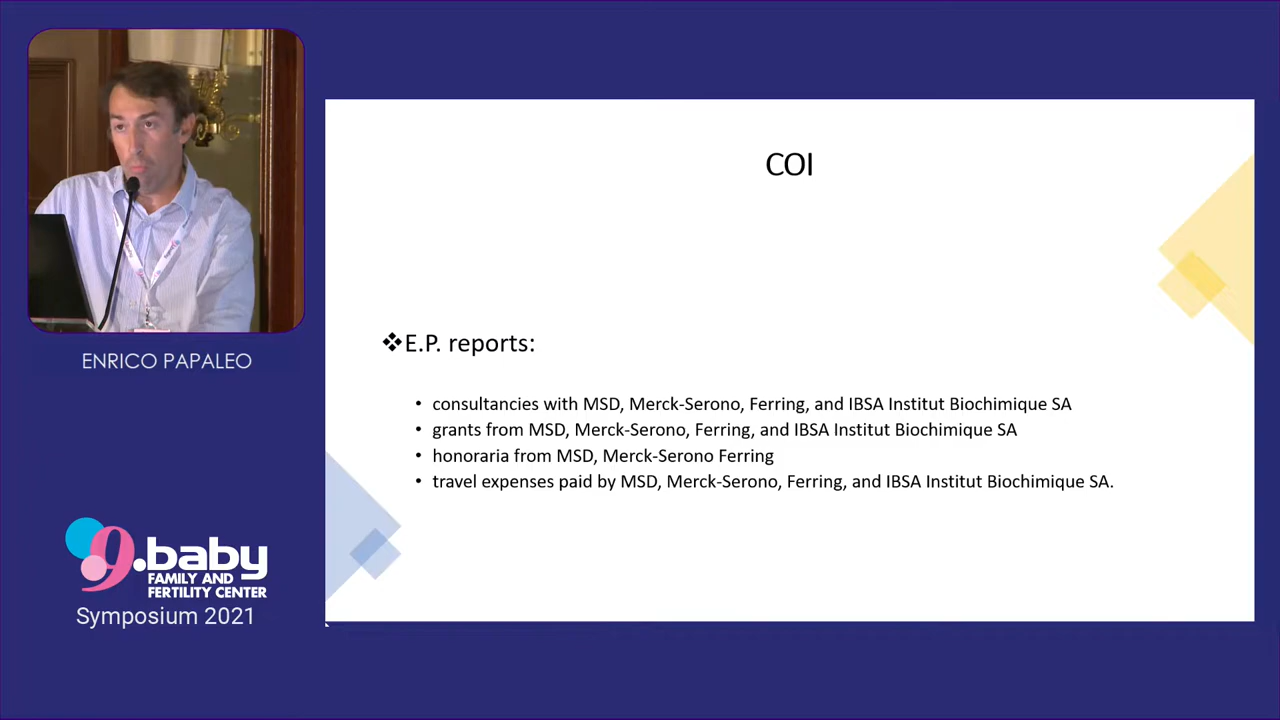 COI
❖E.P. reports:
• consultancies with MSD, Merck-Serono, Ferring, and IBSA Institut Biochimique SA
• grants from MSD, Merck-Serono, Ferring, and IBSA Institut Biochimique SA
• honoraria from MSD, Merck-Serono Ferring
• travel expenses paid by MSD, Merck-Serono, Ferring, and IBSA Institut Biochimique SA.
ENRICO PAPALEO
9.baby
FAMILY AND
FERTILITY CENTER
Symposium 2021